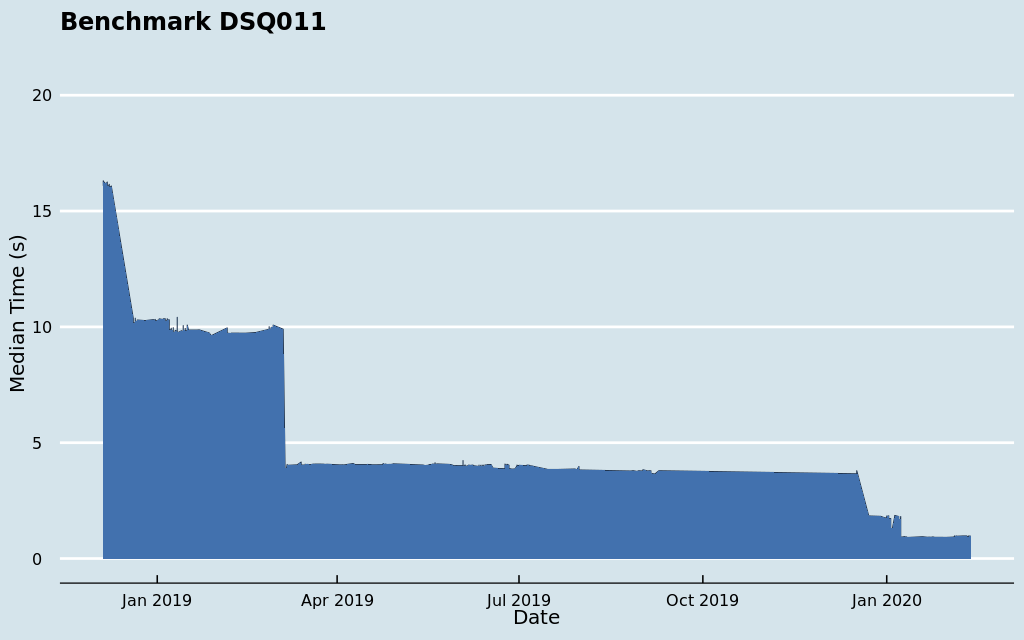 Benchmark DSQ011
Median Time (s)
20
15
10
5
0
Jan 2019
Apr 2019
Jul 2019
Oct 2019
Jan 2020
Date